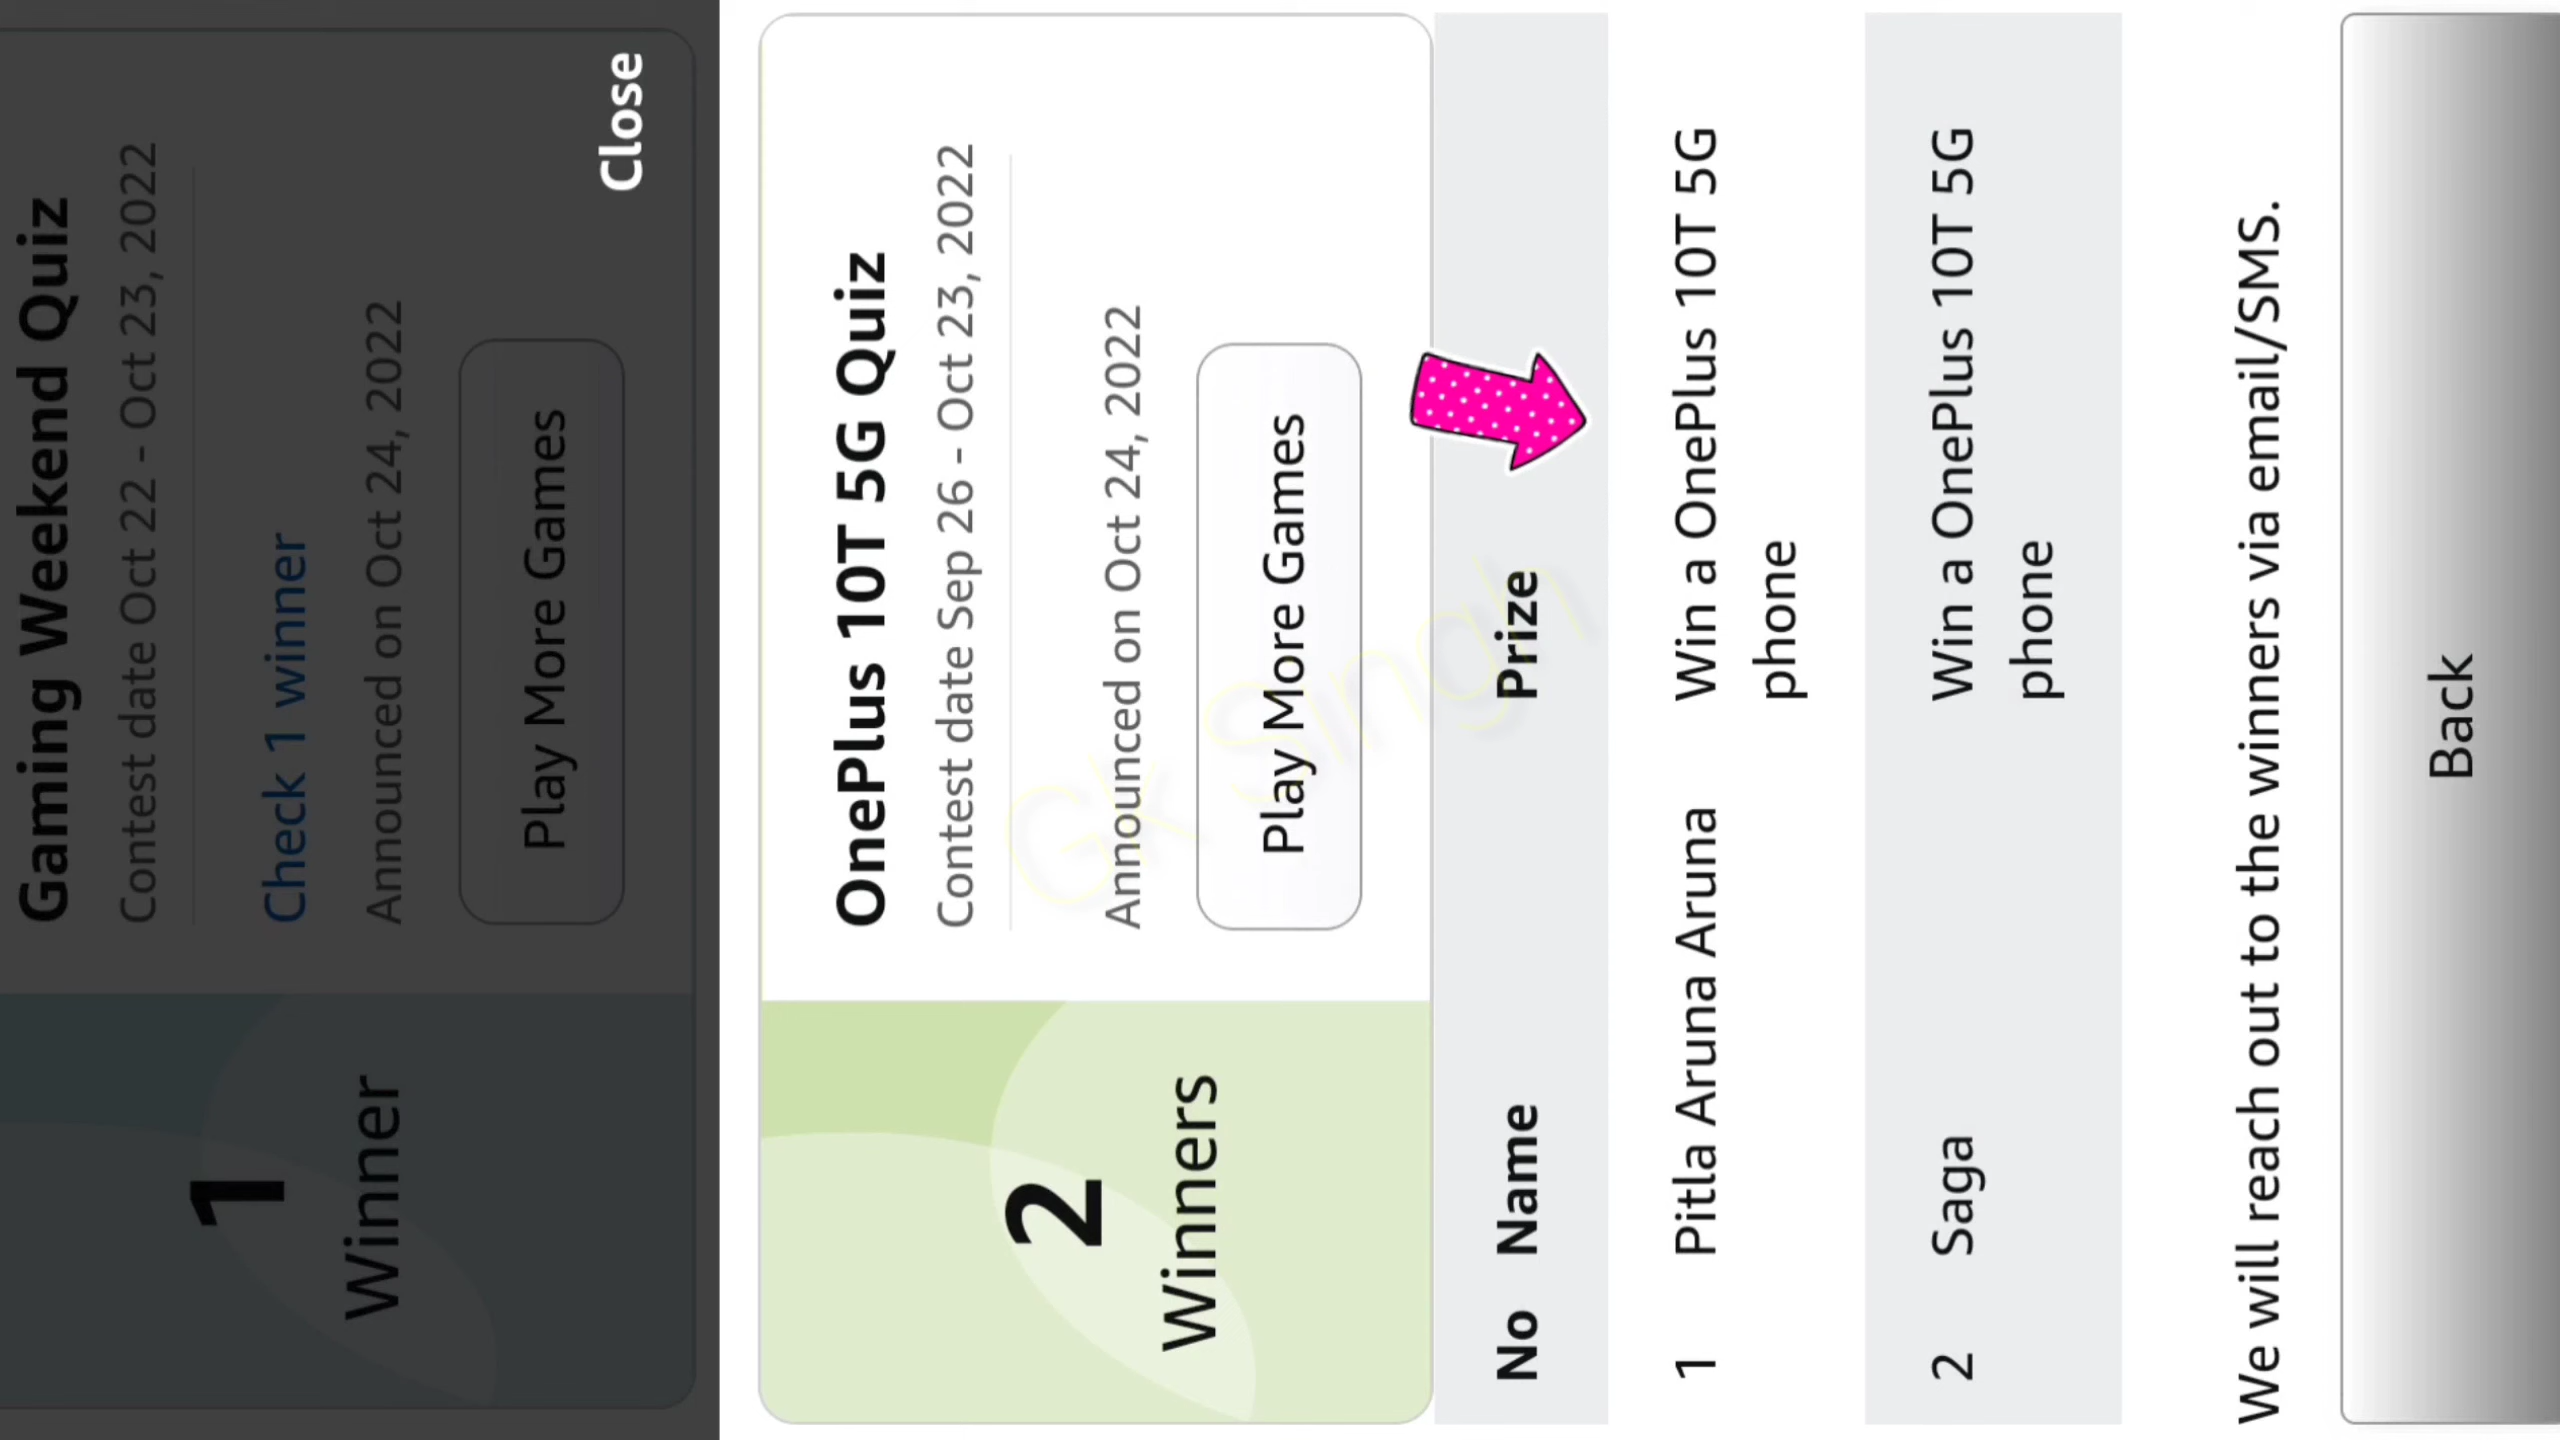 Gaming Weekend Quiz
Contest date Oct 22 - Oct 23, 2022
Check 1 winner
Announced on Oct 24, 2022
Play More Games
1
Winner
Close
OnePlus 10T 5G Quiz
Contest date Sep 26 - Oct 23, 2022
Announced on Oct 24, 2022
Play More Games
2
Winners
Gk Singh
No Name Prize
1 Pitla Aruna Aruna Win a OnePlus 10T 5G
phone
2 Saga Win a OnePlus 10T 5G
phone
We will reach out to the winners via email/SMS.
Back